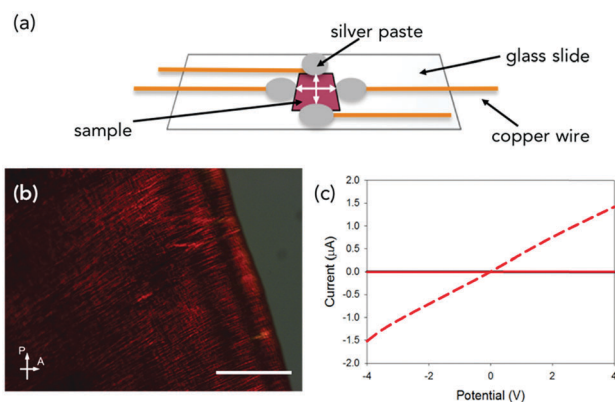 (a)
silver paste
glass slide
sample
copper wire
(b)
P
A
(c)
2.0
1.5
1.0
0.5
0.0
-0.5
-1.0
-1.5
-2.0
Current (μA)
-4
-2
0
2
4
Potential (V)